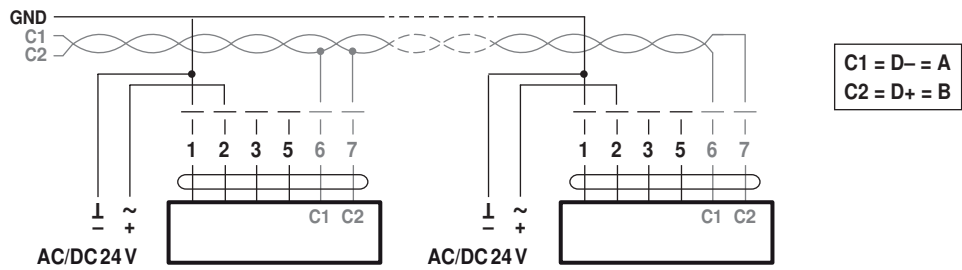 GND
C1
C2
C1 = D– = A
C2 = D+ = B
1 2 3 5 6 7
1 2 3 5 6 7
⊥ ~
– +
C1 C2
⊥ ~
– +
C1 C2
AC/DC 24 V
AC/DC 24 V